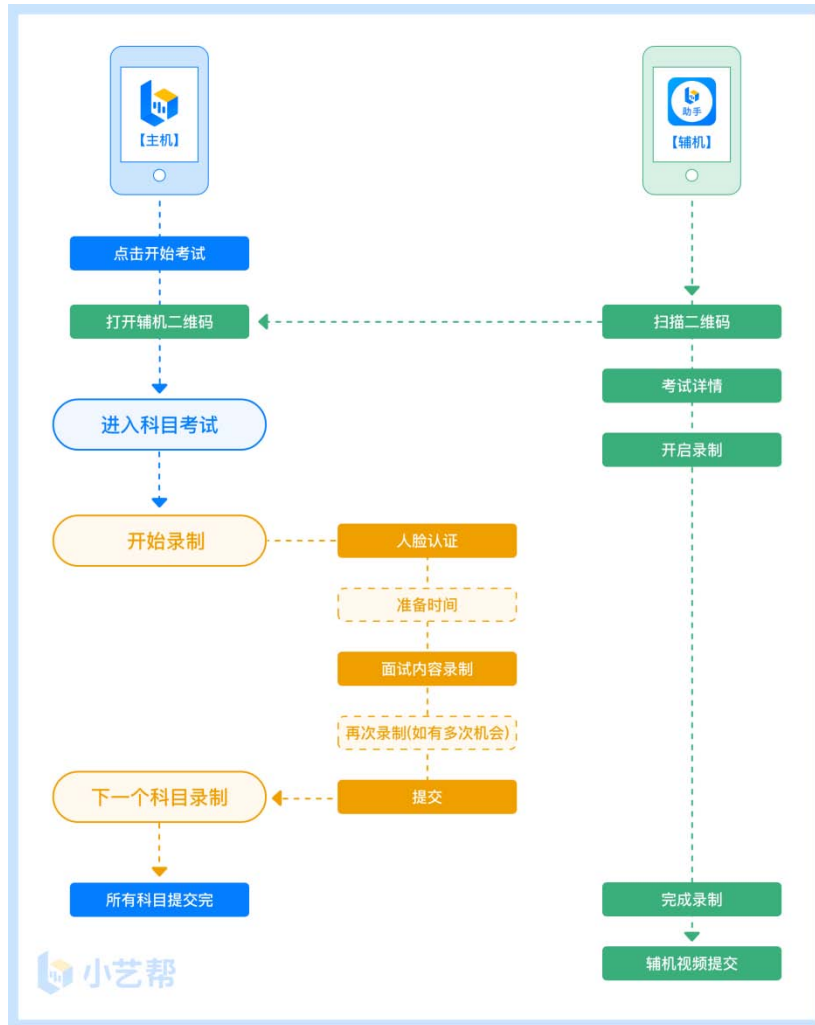 【主机】
助手
【辅机】
点击开始考试
打开辅机二维码
扫描二维码
考试详情
进入科目考试
开启录制
开始录制
人脸认证
准备时间
面试内容录制
再次录制(如有多次机会)
下一个科目录制
提交
所有科目提交完
完成录制
辅机视频提交
小艺帮